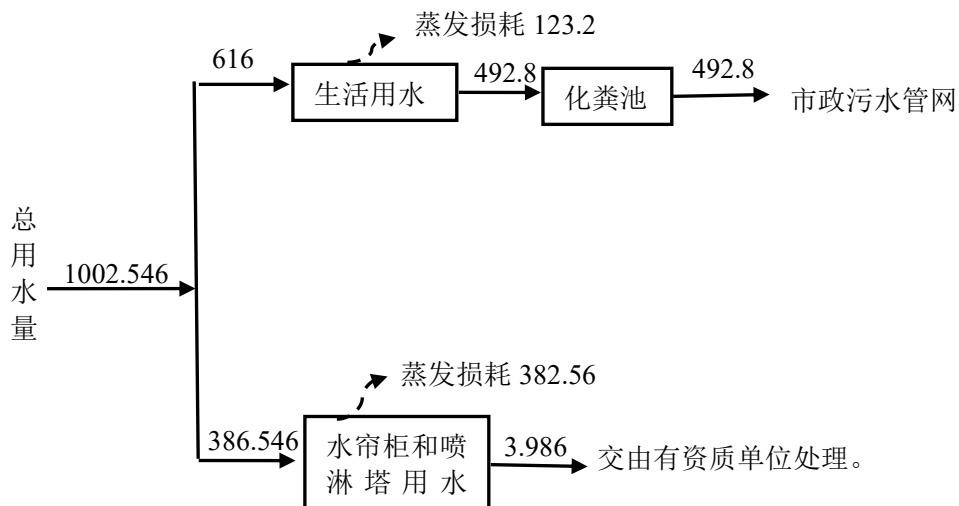 蒸发损耗 123.2
616
生活用水
492.8
化粪池
492.8
市政污水管网
总
用
水
量
1002.546
蒸发损耗 382.56
386.546
水帘柜和喷
淋塔用水
3.986
交由有资质单位处理。